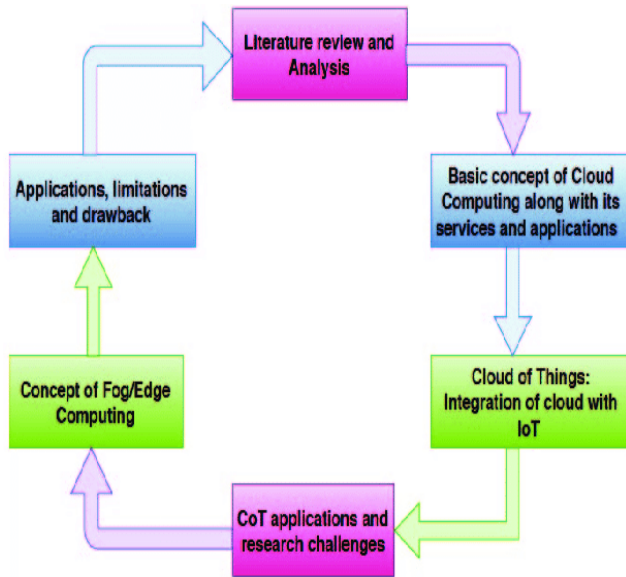 Literature review and
Analysis
Basic concept of Cloud
Computing along with its
services and applications
Cloud of Things:
Integration of cloud with
IoT
CoT applications and
research challenges
Concept of Fog/Edge
Computing
Applications, limitations
and drawback